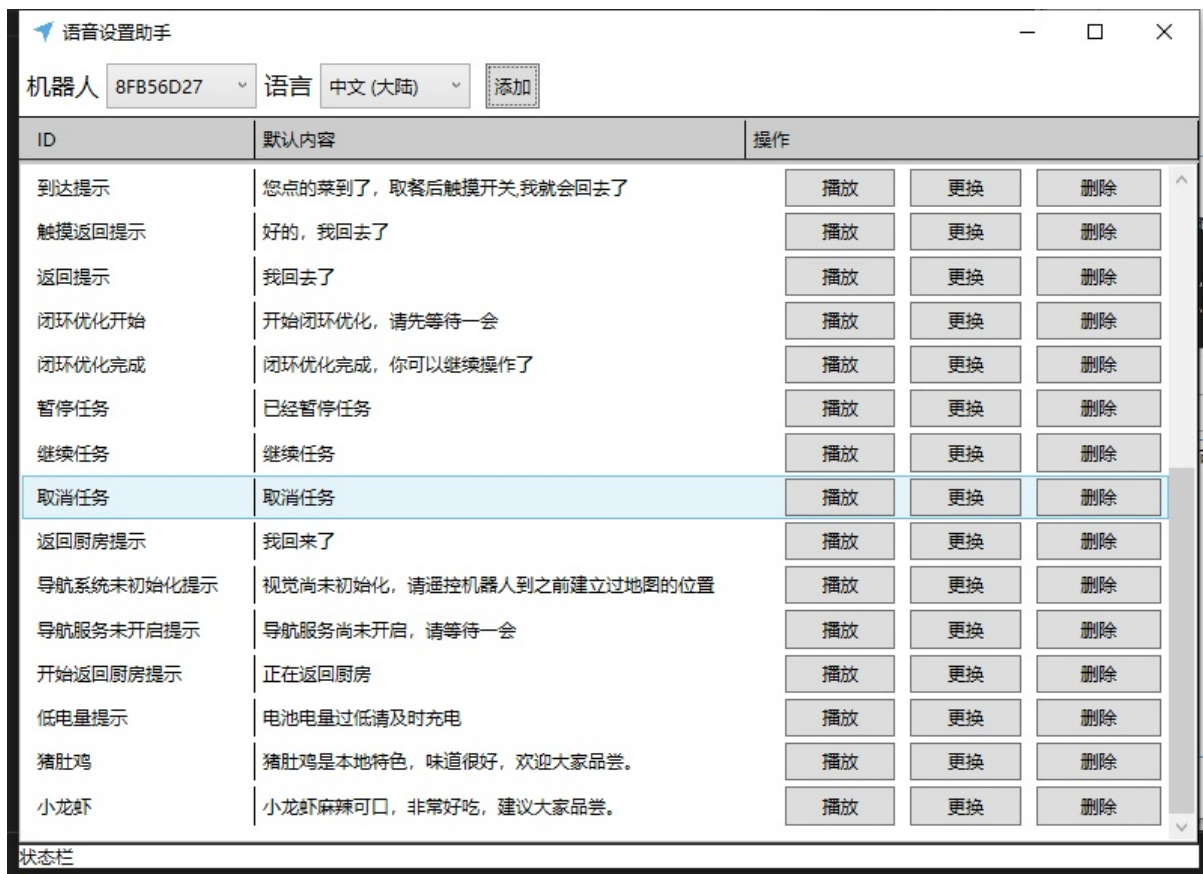 语音设置助手
机器人 8FB56D27 语言 中文 (大陆) 添加
ID 默认内容 操作
到达提示 您点的菜到了，取餐后触摸开关,我就会回去了 播放 更换 删除
触摸返回提示 好的，我回去了 播放 更换 删除
返回提示 我回去了 播放 更换 删除
闭环优化开始 开始闭环优化，请先等待一会 播放 更换 删除
闭环优化完成 闭环优化完成，你可以继续操作了 播放 更换 删除
暂停任务 已经暂停任务 播放 更换 删除
继续任务 继续任务 播放 更换 删除
取消任务 取消任务 播放 更换 删除
返回厨房提示 我回来了 播放 更换 删除
导航系统未初始化提示 视觉尚未初始化，请遥控机器人到之前建立过地图的位置 播放 更换 删除
导航服务未开启提示 导航服务尚未开启，请等待一会 播放 更换 删除
开始返回厨房提示 正在返回厨房 播放 更换 删除
低电量提示 电池电量过低请及时充电 播放 更换 删除
猪肚鸡 猪肚鸡是本地特色，味道很好，欢迎大家品尝。 播放 更换 删除
小龙虾 小龙虾麻辣可口，非常好吃，建议大家品尝。 播放 更换 删除
状态栏